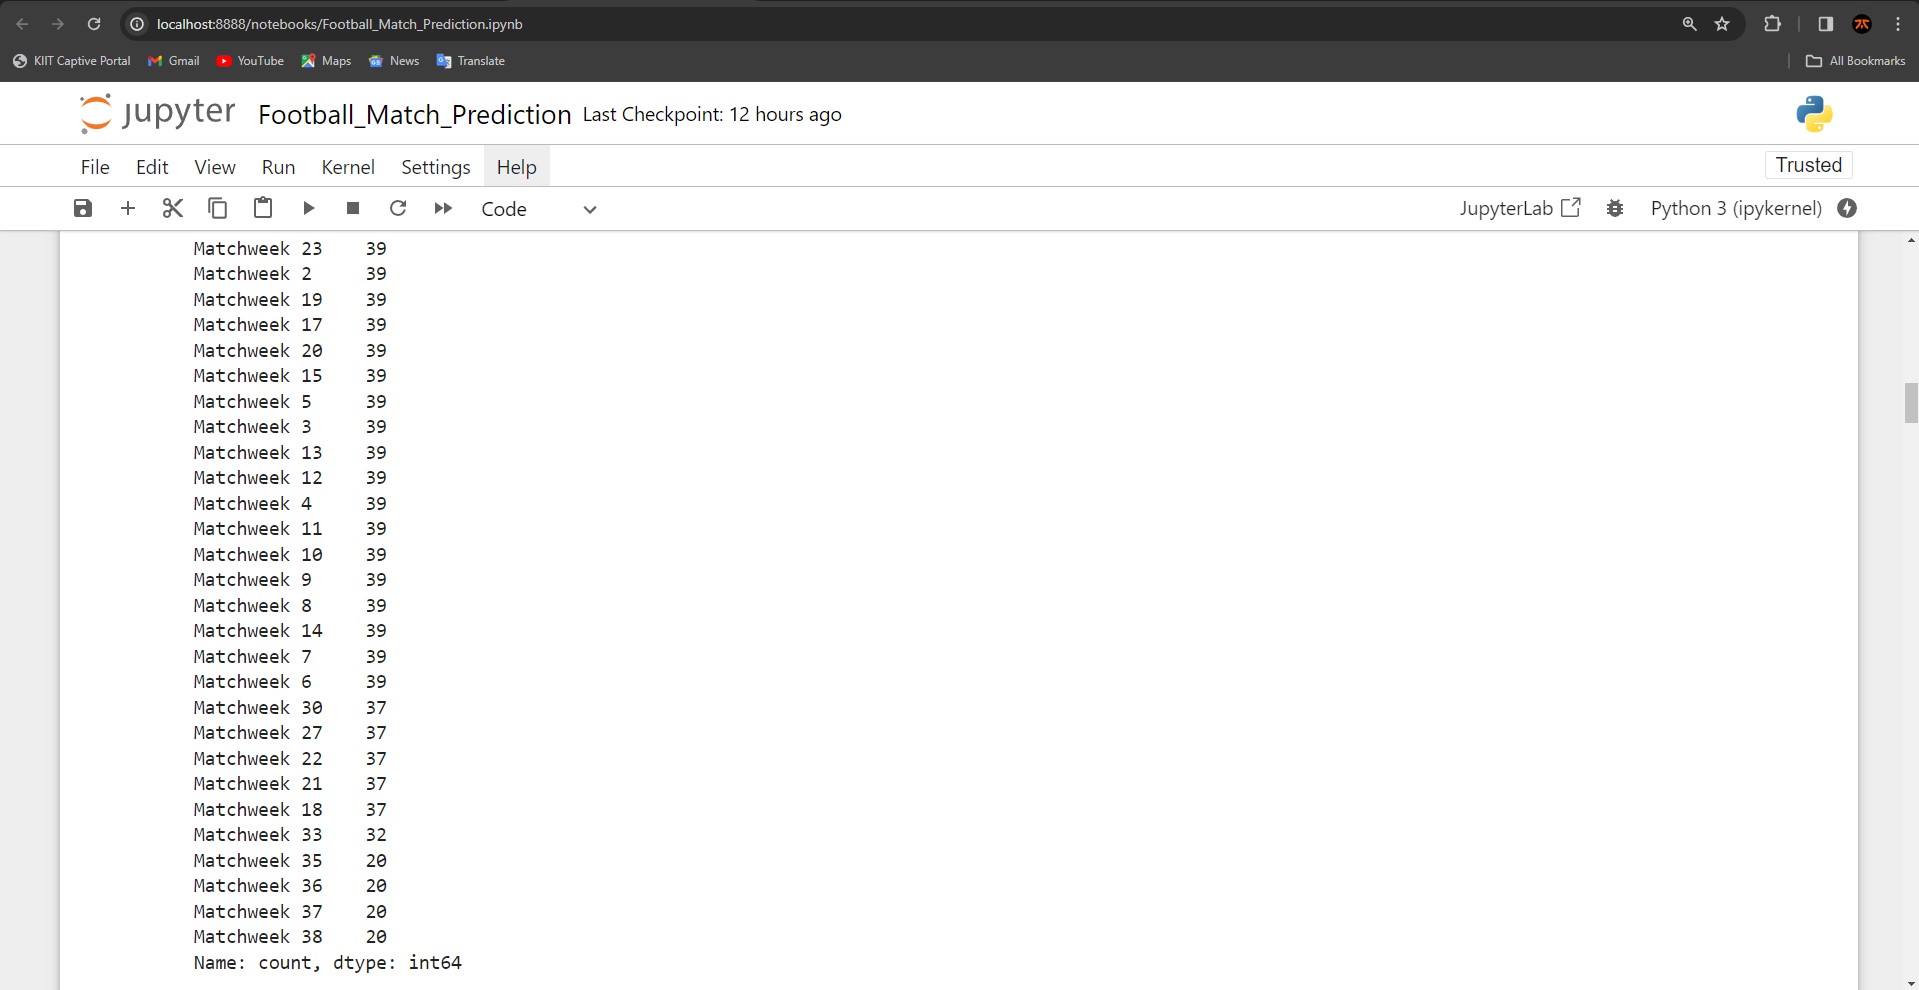 localhost:8888/notebooks/Football_Match_Prediction.ipynb
KIIT Captive Portal Gmail YouTube Maps News Translate All Bookmarks
jupyter Football_Match_Prediction Last Checkpoint: 12 hours ago
File Edit View Run Kernel Settings Help Trusted
Code JupyterLab Python 3 (ipykernel)
Matchweek 23    39
Matchweek 2     39
Matchweek 19    39
Matchweek 17    39
Matchweek 20    39
Matchweek 15    39
Matchweek 5     39
Matchweek 3     39
Matchweek 13    39
Matchweek 12    39
Matchweek 4     39
Matchweek 11    39
Matchweek 10    39
Matchweek 9     39
Matchweek 8     39
Matchweek 14    39
Matchweek 7     39
Matchweek 6     39
Matchweek 30    37
Matchweek 27    37
Matchweek 22    37
Matchweek 21    37
Matchweek 18    37
Matchweek 33    32
Matchweek 35    20
Matchweek 36    20
Matchweek 37    20
Matchweek 38    20
Name: count, dtype: int64